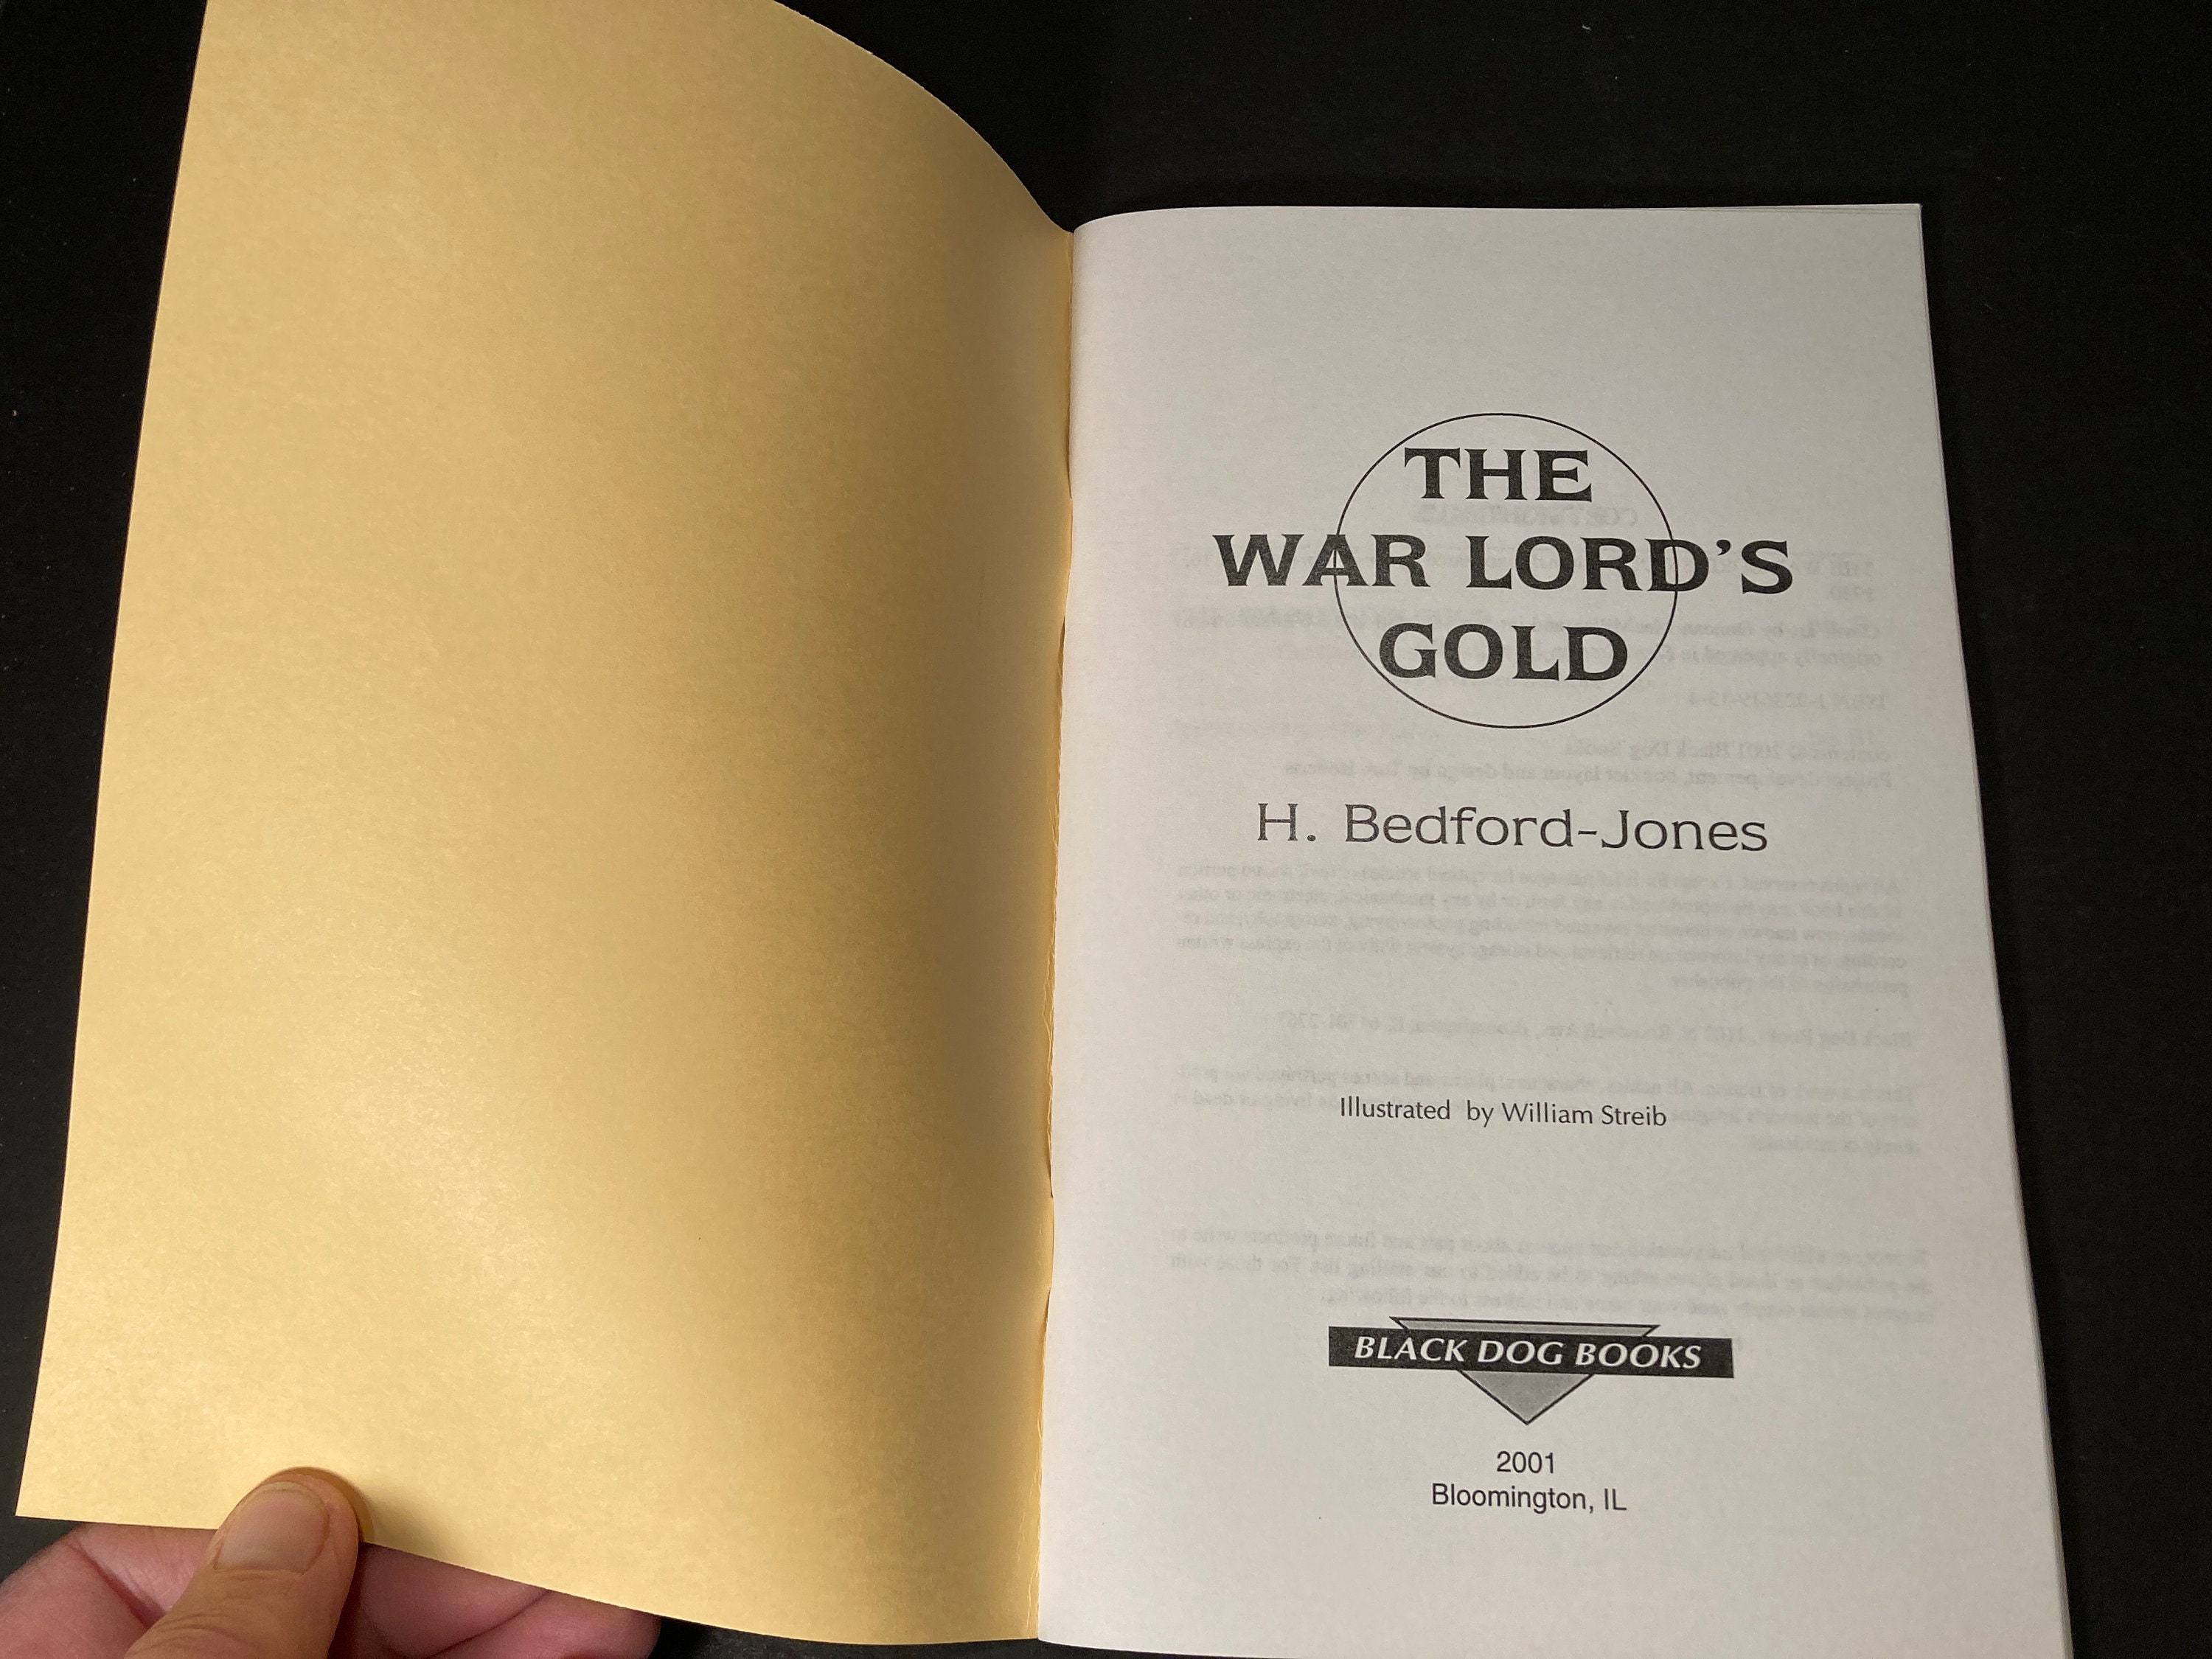 THE
WAR LORD'S
GOLD
H. Bedford-Jones
Illustrated by William Streib
BLACK DOG BOOKS
2001
Bloomington, IL